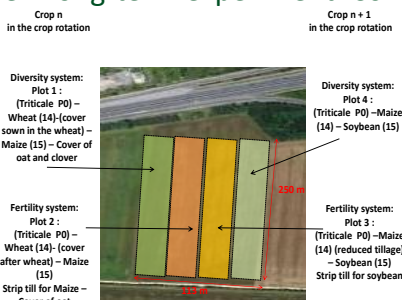 Crop n
in the crop rotation
Crop n + 1
in the crop rotation
Diversity system:
Plot 1 :
(Triticale P0) –
Wheat (14)-(cover
sown in the wheat) –
Maize (15) – Cover of
oat and clover
Fertility system:
Plot 2 :
(Triticale P0) –
Wheat (14)- (cover
after wheat) – Maize
(15)
Strip till for Maize –
Cover of oat
Diversity system:
Plot 4 :
(Triticale P0) –Maize
(14) – Soybean (15)
Fertility system:
Plot 3 :
(Triticale P0) –Maize
(14) (reduced tillage)
– Soybean (15)
Strip till for soybean
250 m